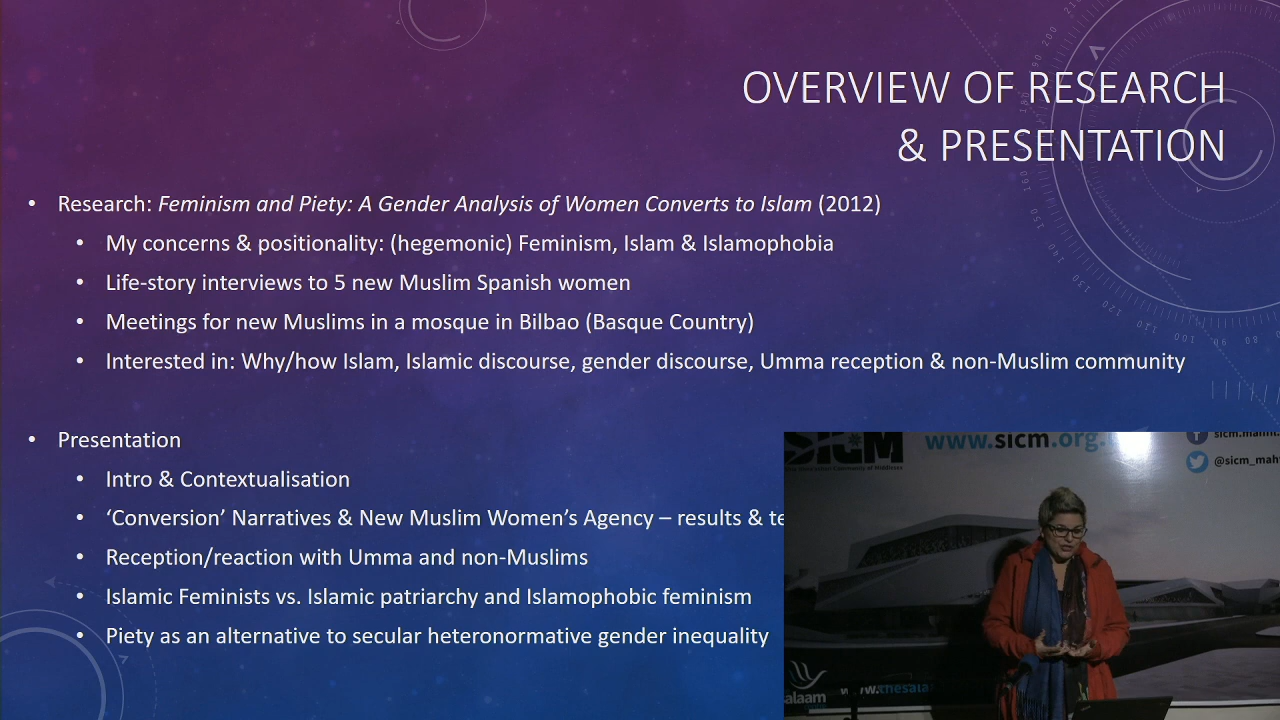 OVERVIEW OF RESEARCH
& PRESENTATION
• Research: Feminism and Piety: A Gender Analysis of Women Converts to Islam (2012)
• My concerns & positionality: (hegemonic) Feminism, Islam & Islamophobia
• Life-story interviews to 5 new Muslim Spanish women
• Meetings for new Muslims in a mosque in Bilbao (Basque Country)
• Interested in: Why/how Islam, Islamic discourse, gender discourse, Umma reception & non-Muslim community
• Presentation
• Intro & Contextualisation
• ‘Conversion’ Narratives & New Muslim Women’s Agency – results & te
• Reception/reaction with Umma and non-Muslims
• Islamic Feminists vs. Islamic patriarchy and Islamophobic feminism
• Piety as an alternative to secular heteronormative gender inequality
SICM
www.sicm.org.
@sicm_mah
salaam
www.thesala